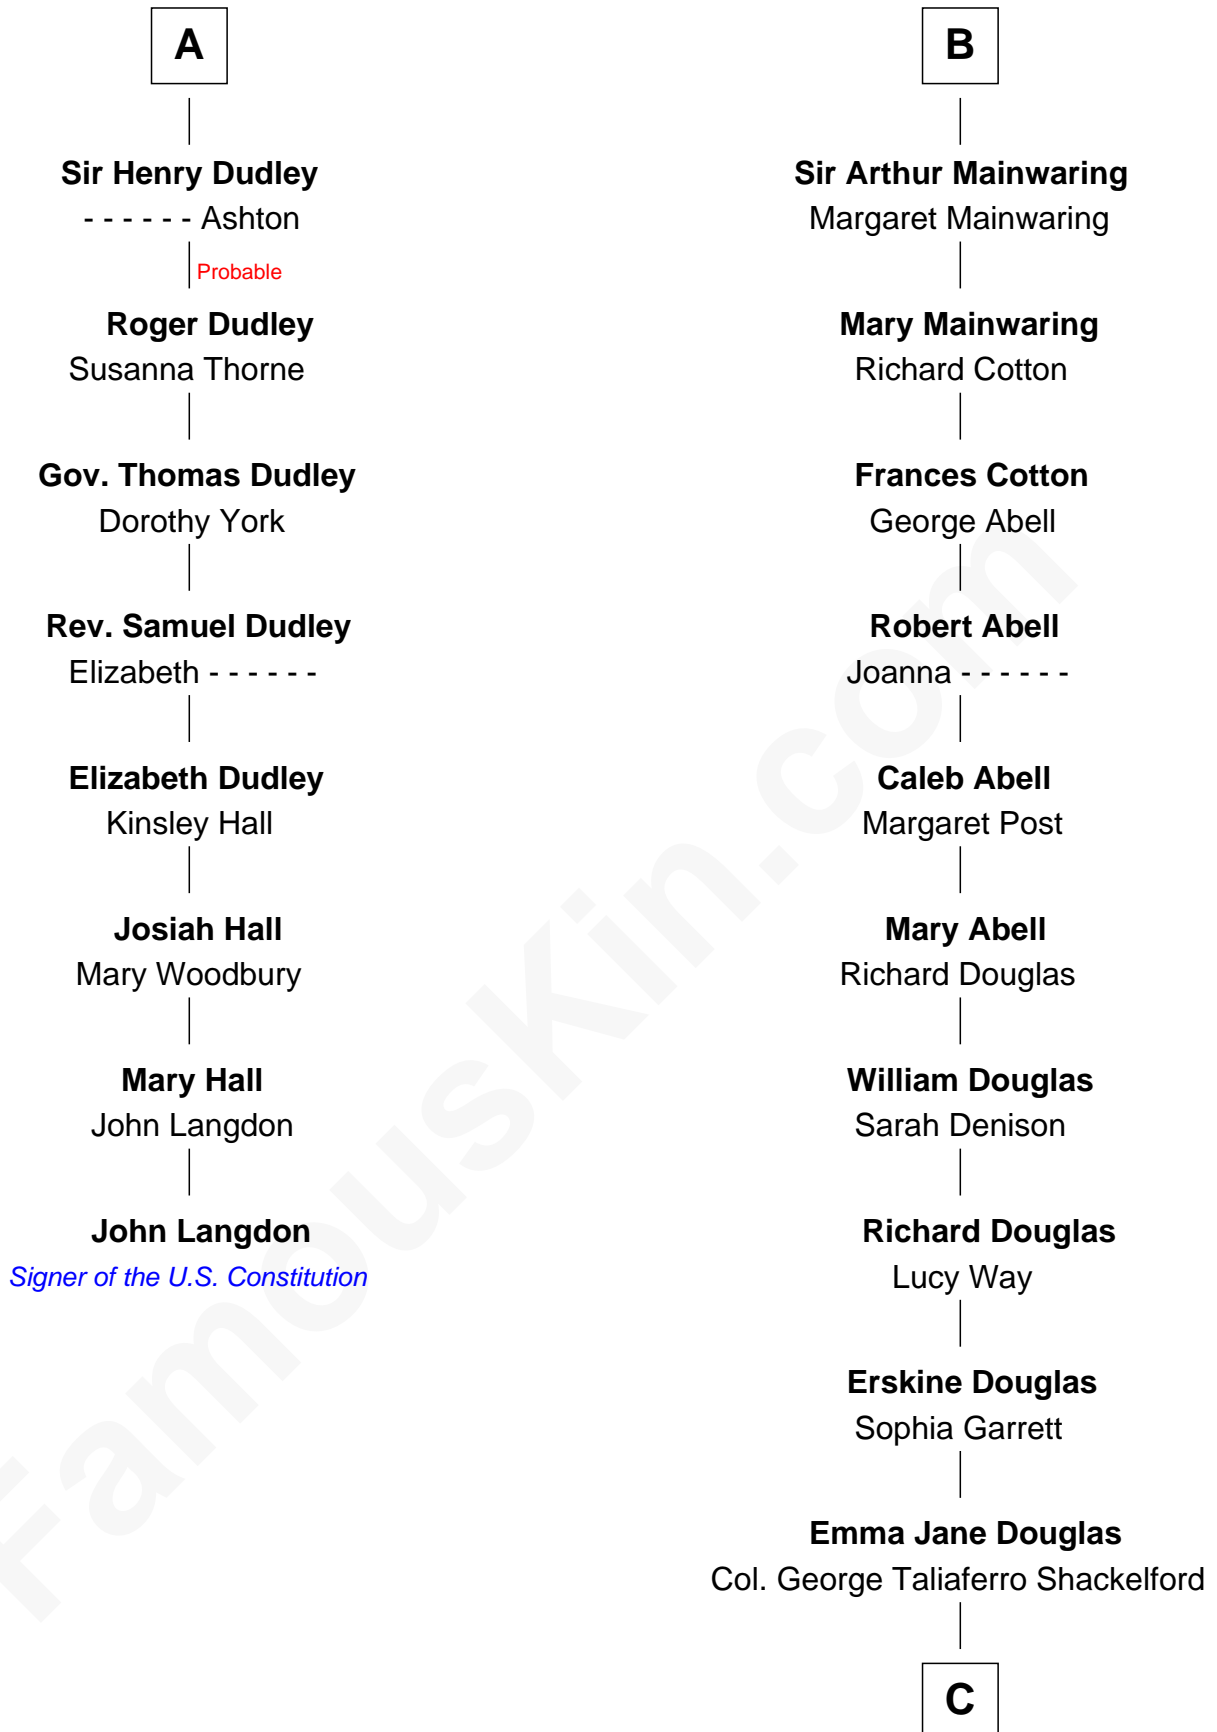 A
Sir Henry Dudley
- - - - - - Ashton
Probable
Roger Dudley
Susanna Thorne
Gov. Thomas Dudley
Dorothy York
Rev. Samuel Dudley
Elizabeth - - - - - -
Elizabeth Dudley
Kinsley Hall
Josiah Hall
Mary Woodbury
Mary Hall
John Langdon
John Langdon
Signer of the U.S. Constitution
B
Sir Arthur Mainwaring
Margaret Mainwaring
Mary Mainwaring
Richard Cotton
Frances Cotton
George Abell
Robert Abell
Joanna - - - - - -
Caleb Abell
Margaret Post
Mary Abell
Richard Douglas
William Douglas
Sarah Denison
Richard Douglas
Lucy Way
Erskine Douglas
Sophia Garrett
Emma Jane Douglas
Col. George Taliaferro Shackelford
C
FamousKin.com